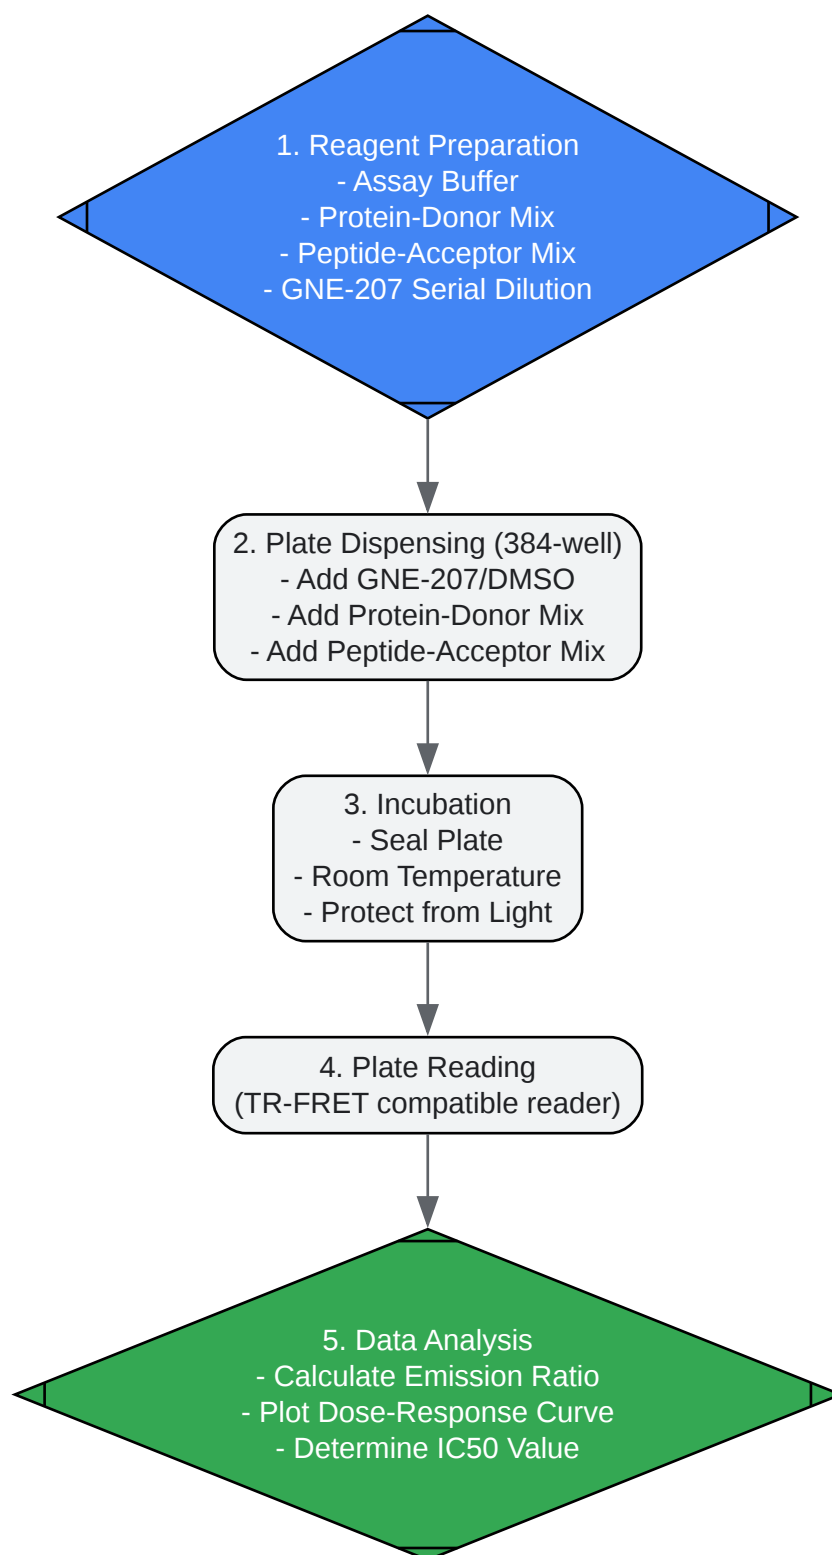 1. Reagent Preparation
- Assay Buffer
- Protein-Donor Mix
- Peptide-Acceptor Mix
- GNE-207 Serial Dilution
2. Plate Dispensing (384-well)
- Add GNE-207/DMSO
- Add Protein-Donor Mix
- Add Peptide-Acceptor Mix
3. Incubation
- Seal Plate
- Room Temperature
- Protect from Light
4. Plate Reading
(TR-FRET compatible reader)
5. Data Analysis
- Calculate Emission Ratio
- Plot Dose-Response Curve
- Determine IC50 Value